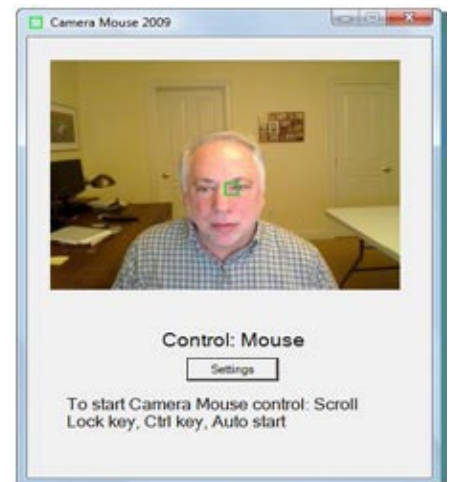 Camera Mouse 2009
Control: Mouse
Settings
To start Camera Mouse control: Scroll
Lock key, Ctrl key, Auto start